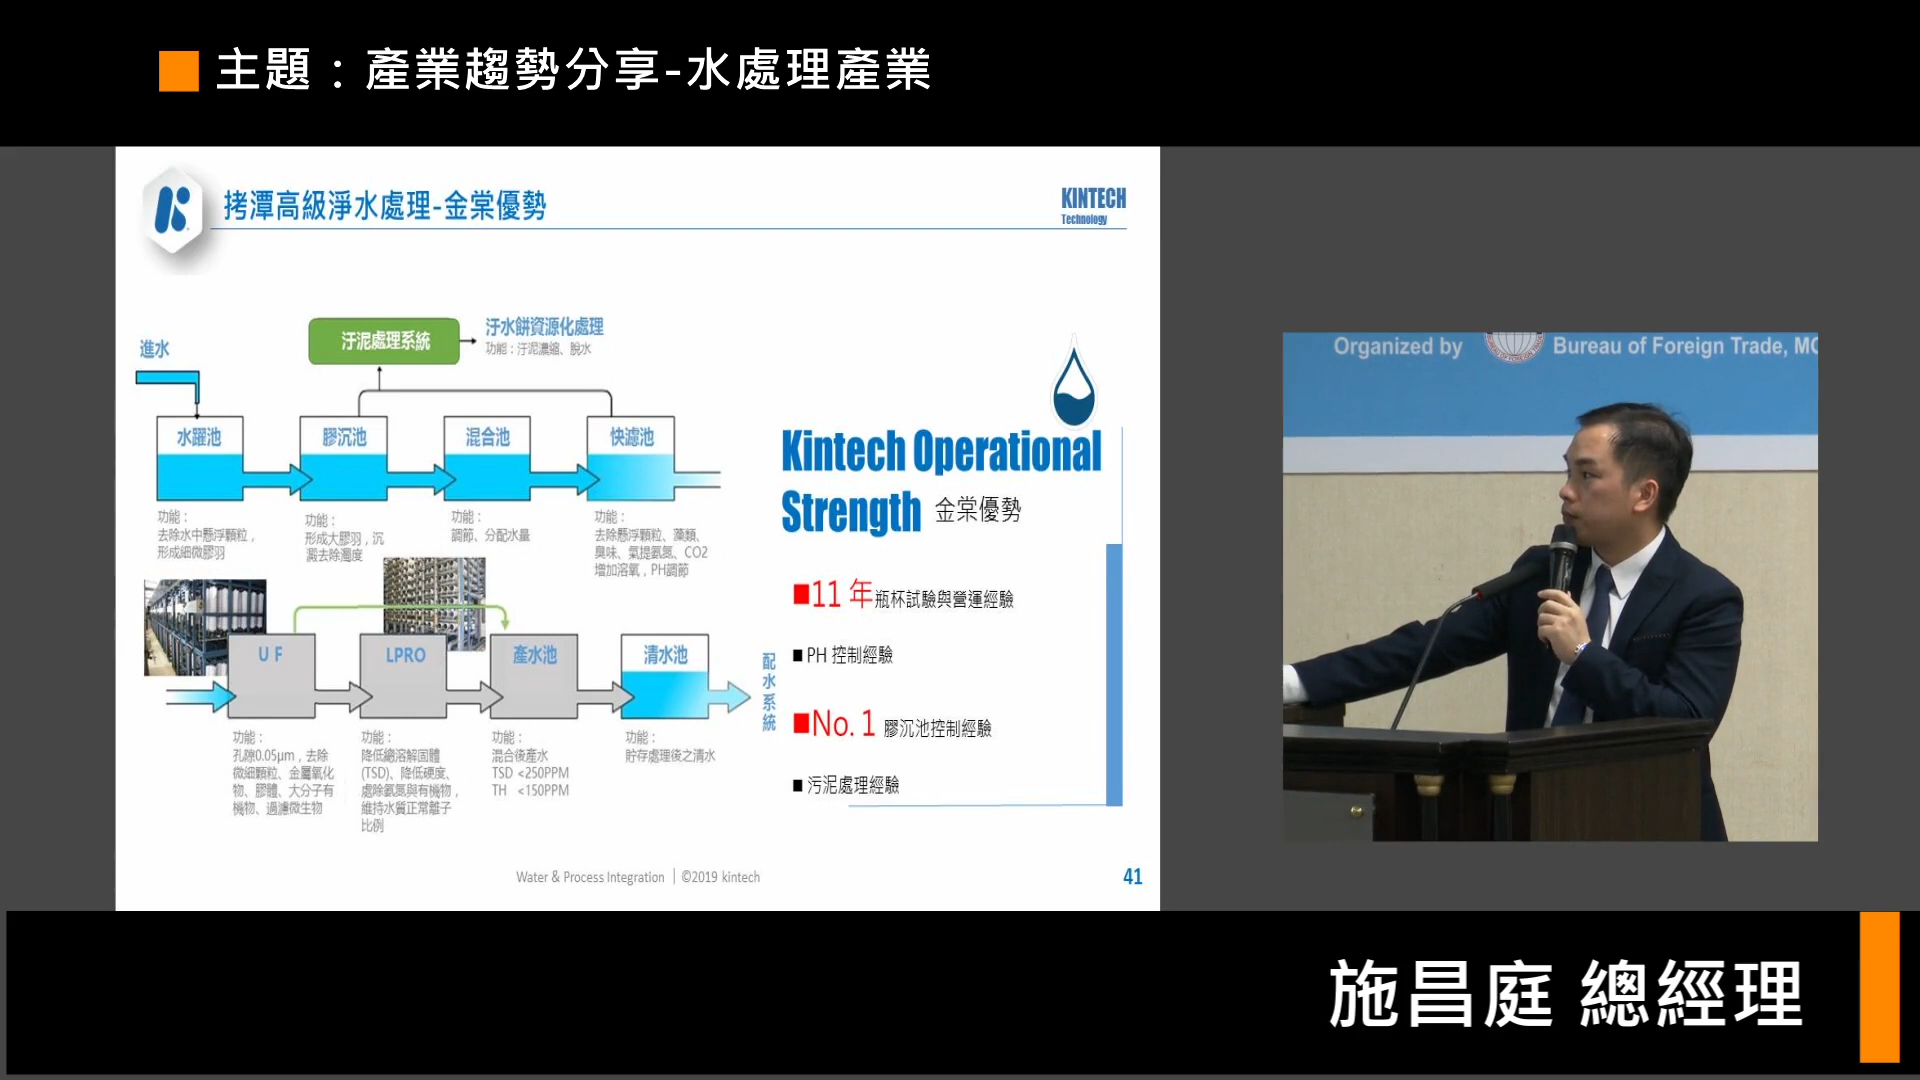 主題：產業趨勢分享-水處理產業
拷潭高級淨水處理-金棠優勢
KINTECH
Technology
進水
汙泥處理系統
汙水餅資源化處理
功能：汙泥濃縮、脫水
水躍池
膠沉池
混合池
快濾池
功能：
去除水中懸浮顆粒，
形成細微膠羽
功能：
形成大膠羽，沉
澱去除濁度
功能：
調節、分配水量
功能：
去除懸浮顆粒、藻類、
臭味、氣提氨氮、CO2
增加溶氧，PH調節
UF
LPRO
產水池
清水池
配水系統
功能：
孔隙0.05μm，去除
微細顆粒、金屬氧化
物、膠體、大分子有
機物、過濾微生物
功能：
降低總溶解固體
(TSD)、降低硬度、
處除氨氮與有機物，
維持水質正常離子
比例
功能：
混合後產水
TSD <250PPM
TH <150PPM
功能：
貯存處理後之清水
Kintech Operational
Strength 金棠優勢
■11 年瓶杯試驗與營運經驗
■ PH 控制經驗
■No. 1 膠沉池控制經驗
■ 污泥處理經驗
Water & Process Integration │©2019 kintech
41
Organized by Bureau of Foreign Trade, MO
施昌庭 總經理